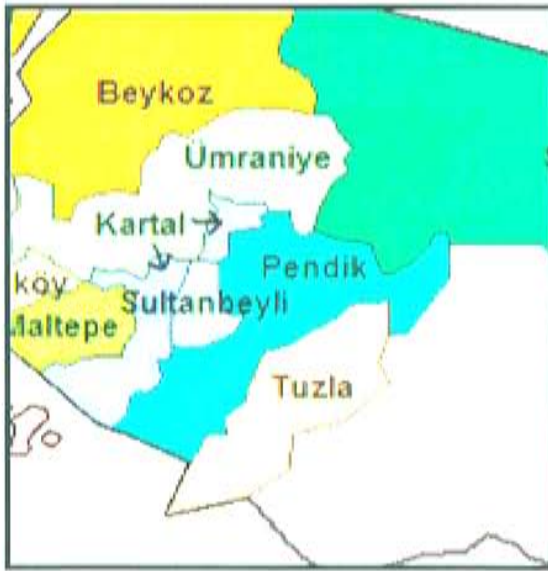 Beykoz
Ümraniye
Kartal
Pendik
köy
Sultanbeyli
Maltepe
Tuzla